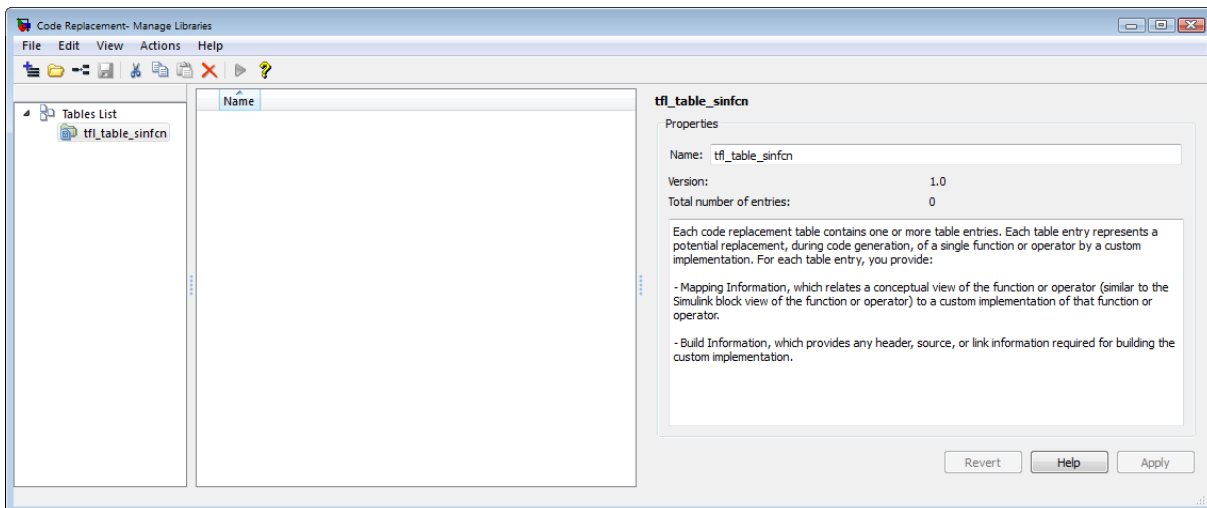 Code Replacement- Manage Libraries
File Edit View Actions Help
Tables List
tfl_table_sinfcn
Name
tfl_table_sinfcn
Properties
Name: tfl_table_sinfcn
Version: 1.0
Total number of entries: 0
Each code replacement table contains one or more table entries. Each table entry represents a
potential replacement, during code generation, of a single function or operator by a custom
implementation. For each table entry, you provide:
- Mapping Information, which relates a conceptual view of the function or operator (similar to the
Simulink block view of the function or operator) to a custom implementation of that function or
operator.
- Build Information, which provides any header, source, or link information required for building the
custom implementation.
Revert Help Apply